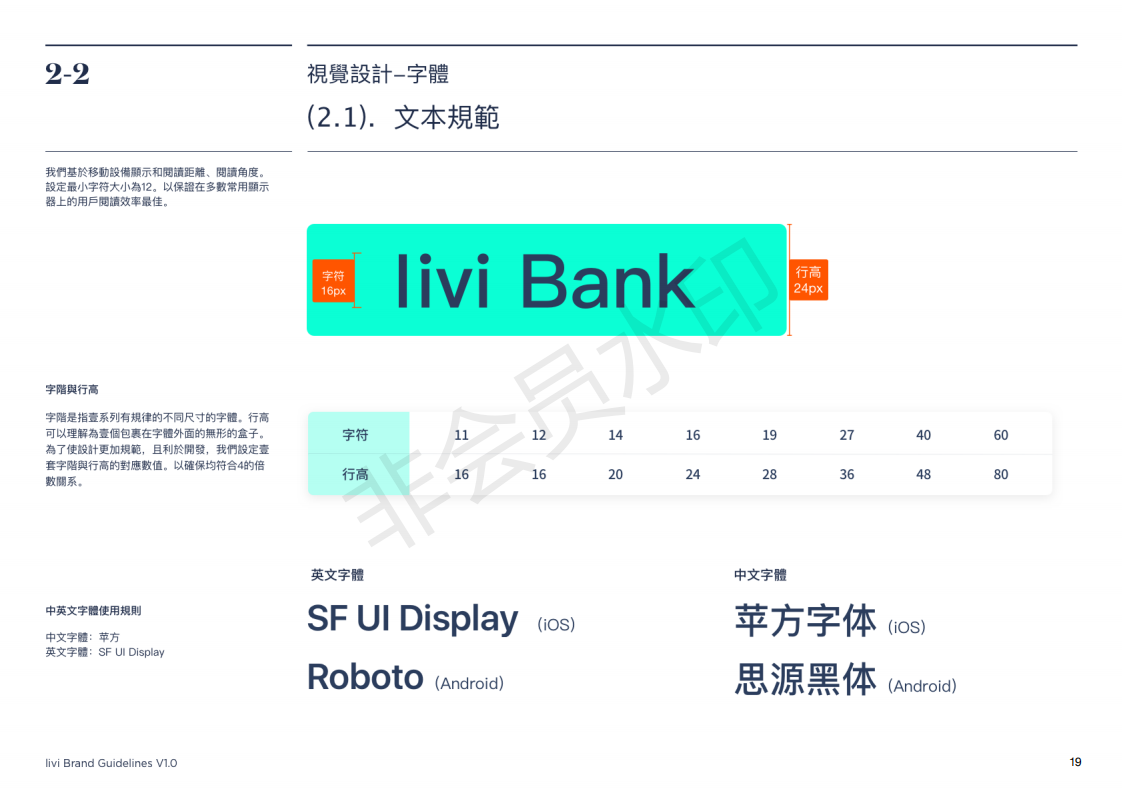 2-2
視覺設計–字體
(2.1). 文本規範
我們基於移動設備顯示和閱讀距離、閱讀角度。
設定最小字符大小為12。以保證在多數常用顯示
器上的用戶閱讀效率最佳。
livi Bank
字符
16px
行高
24px
字階與行高
字階是指壹系列有規律的不同尺寸的字體。行高
可以理解為壹個包裹在字體外面的無形的盒子。
為了使設計更加規範，且利於開發，我們設定壹
套字階與行高的對應數值。以確保均符合4的倍
數關系。
字符 11 12 14 16 19 27 40 60
行高 16 16 20 24 28 36 48 80
非会员水印
中英文字體使用規則
中文字體：苹方
英文字體：SF UI Display
英文字體
SF UI Display (iOS)
Roboto (Android)
中文字體
苹方字体 (iOS)
思源黑体 (Android)
livi Brand Guidelines V1.0
19